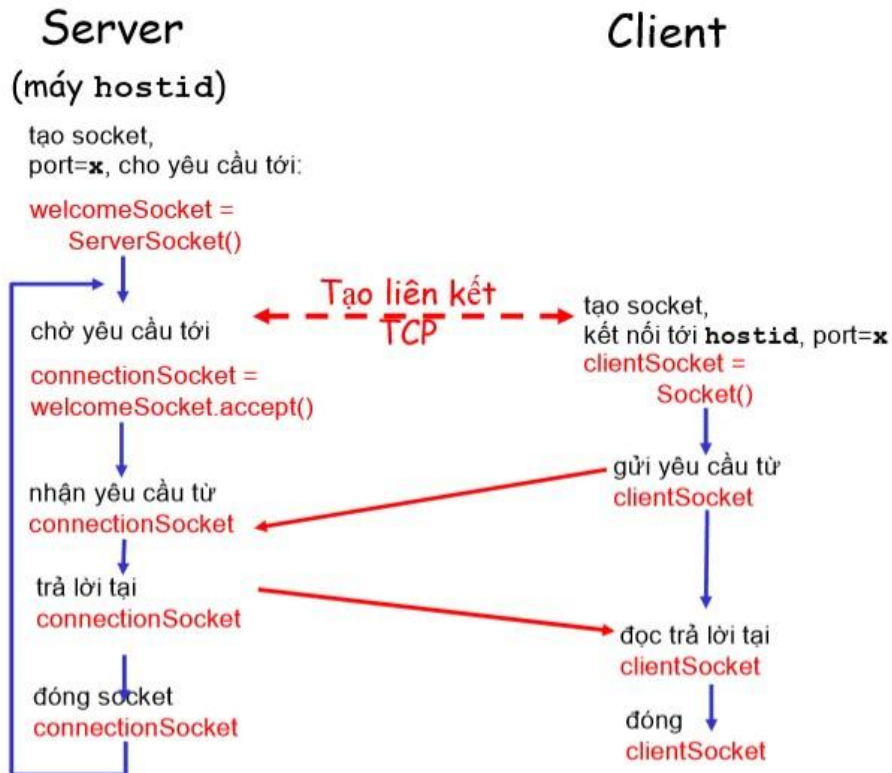 Server
(máy hostid)
tạo socket,
port=x, cho yêu cầu tới:
welcomeSocket =
ServerSocket()
chờ yêu cầu tới
connectionSocket =
welcomeSocket.accept()
nhận yêu cầu từ
connectionSocket
trả lời tại
connectionSocket
đóng socket
connectionSocket
Tạo liên kết
TCP
Client
tạo socket,
kết nối tới hostid, port=x
clientSocket =
Socket()
gửi yêu cầu từ
clientSocket
đọc trả lời tại
clientSocket
đóng
clientSocket